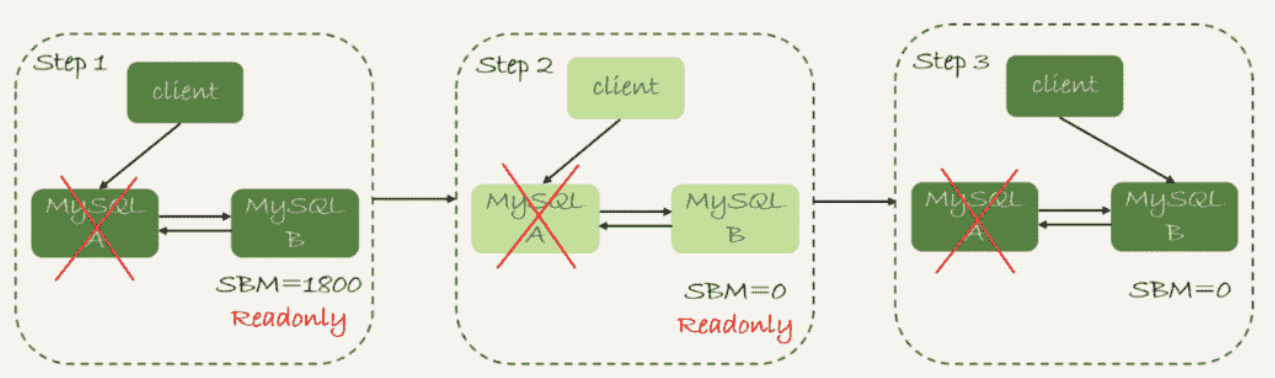 Step 1
client
MySQL
A
MySQL
B
SBM=1800
Readonly
Step 2
client
MySQL
A
MySQL
B
SBM=0
Readonly
Step 3
client
MySQL
A
MySQL
B
SBM=0